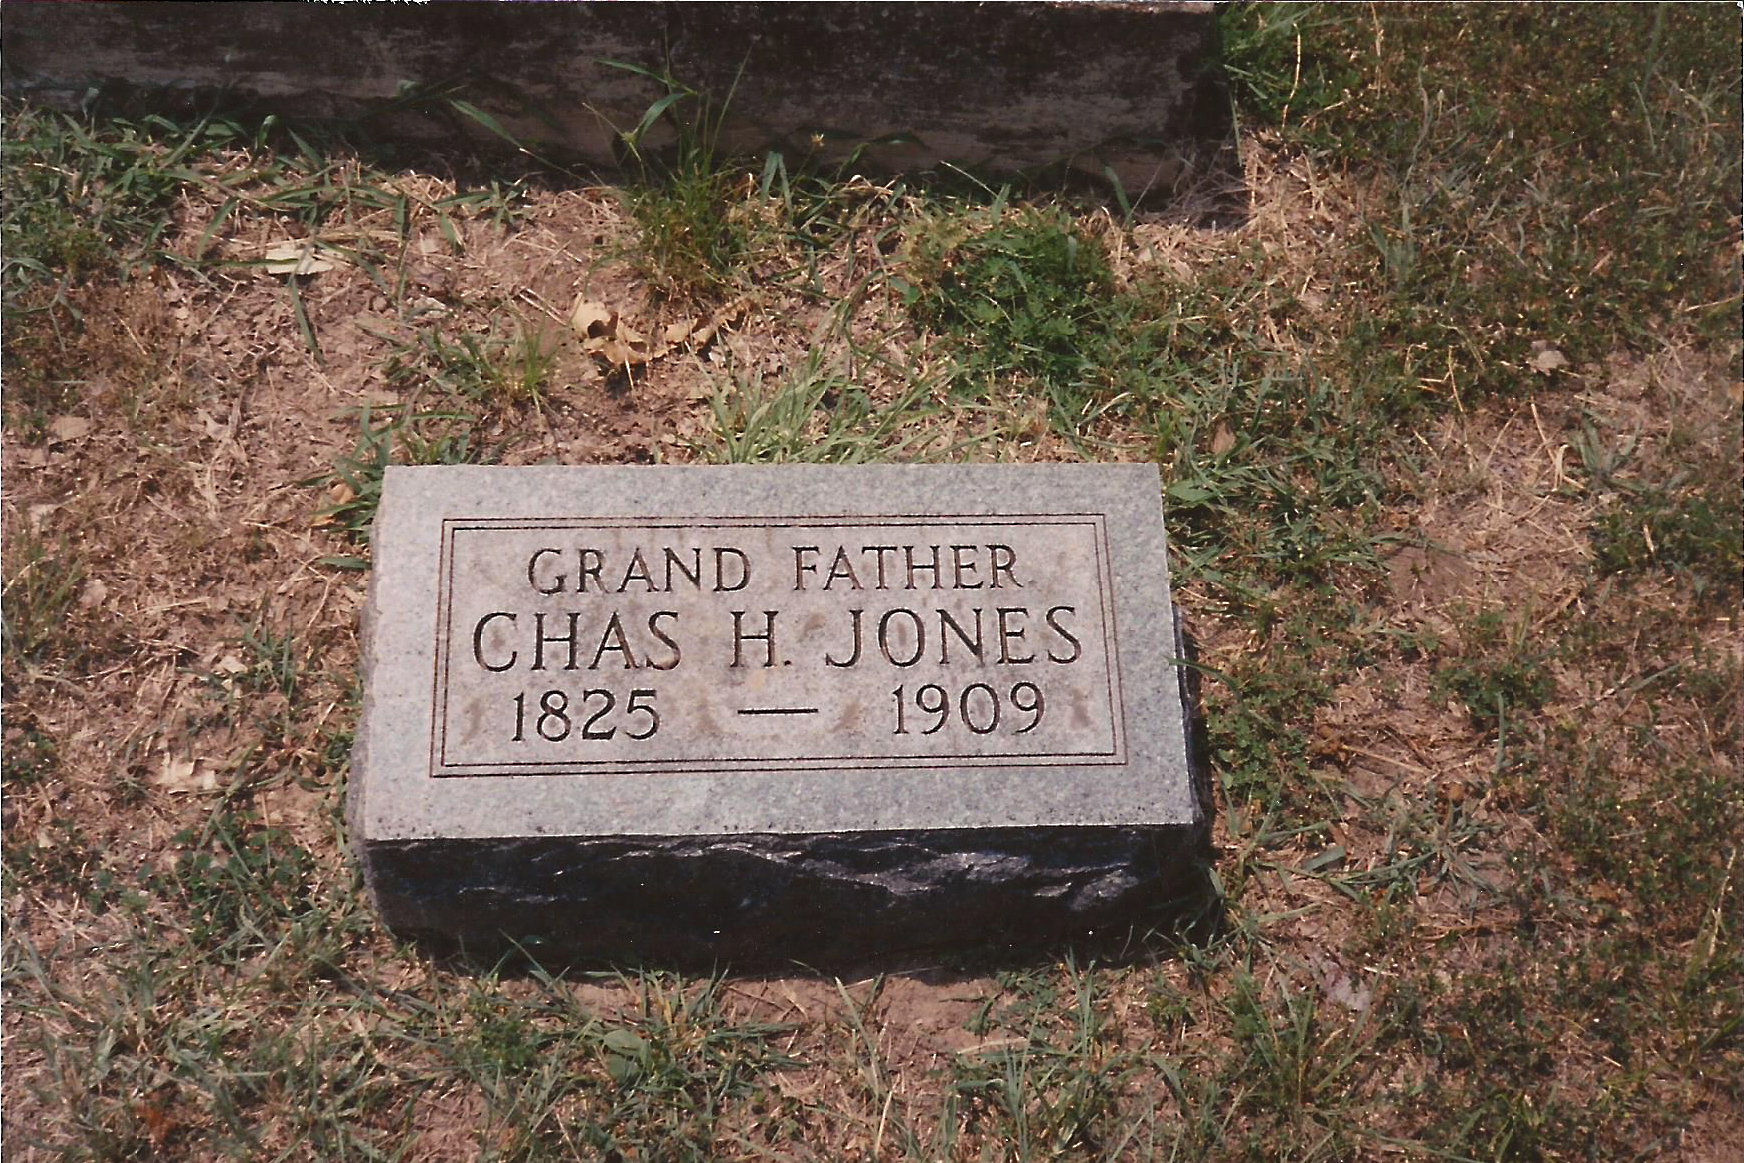 GRAND FATHER
CHAS H. JONES
1825 — 1909